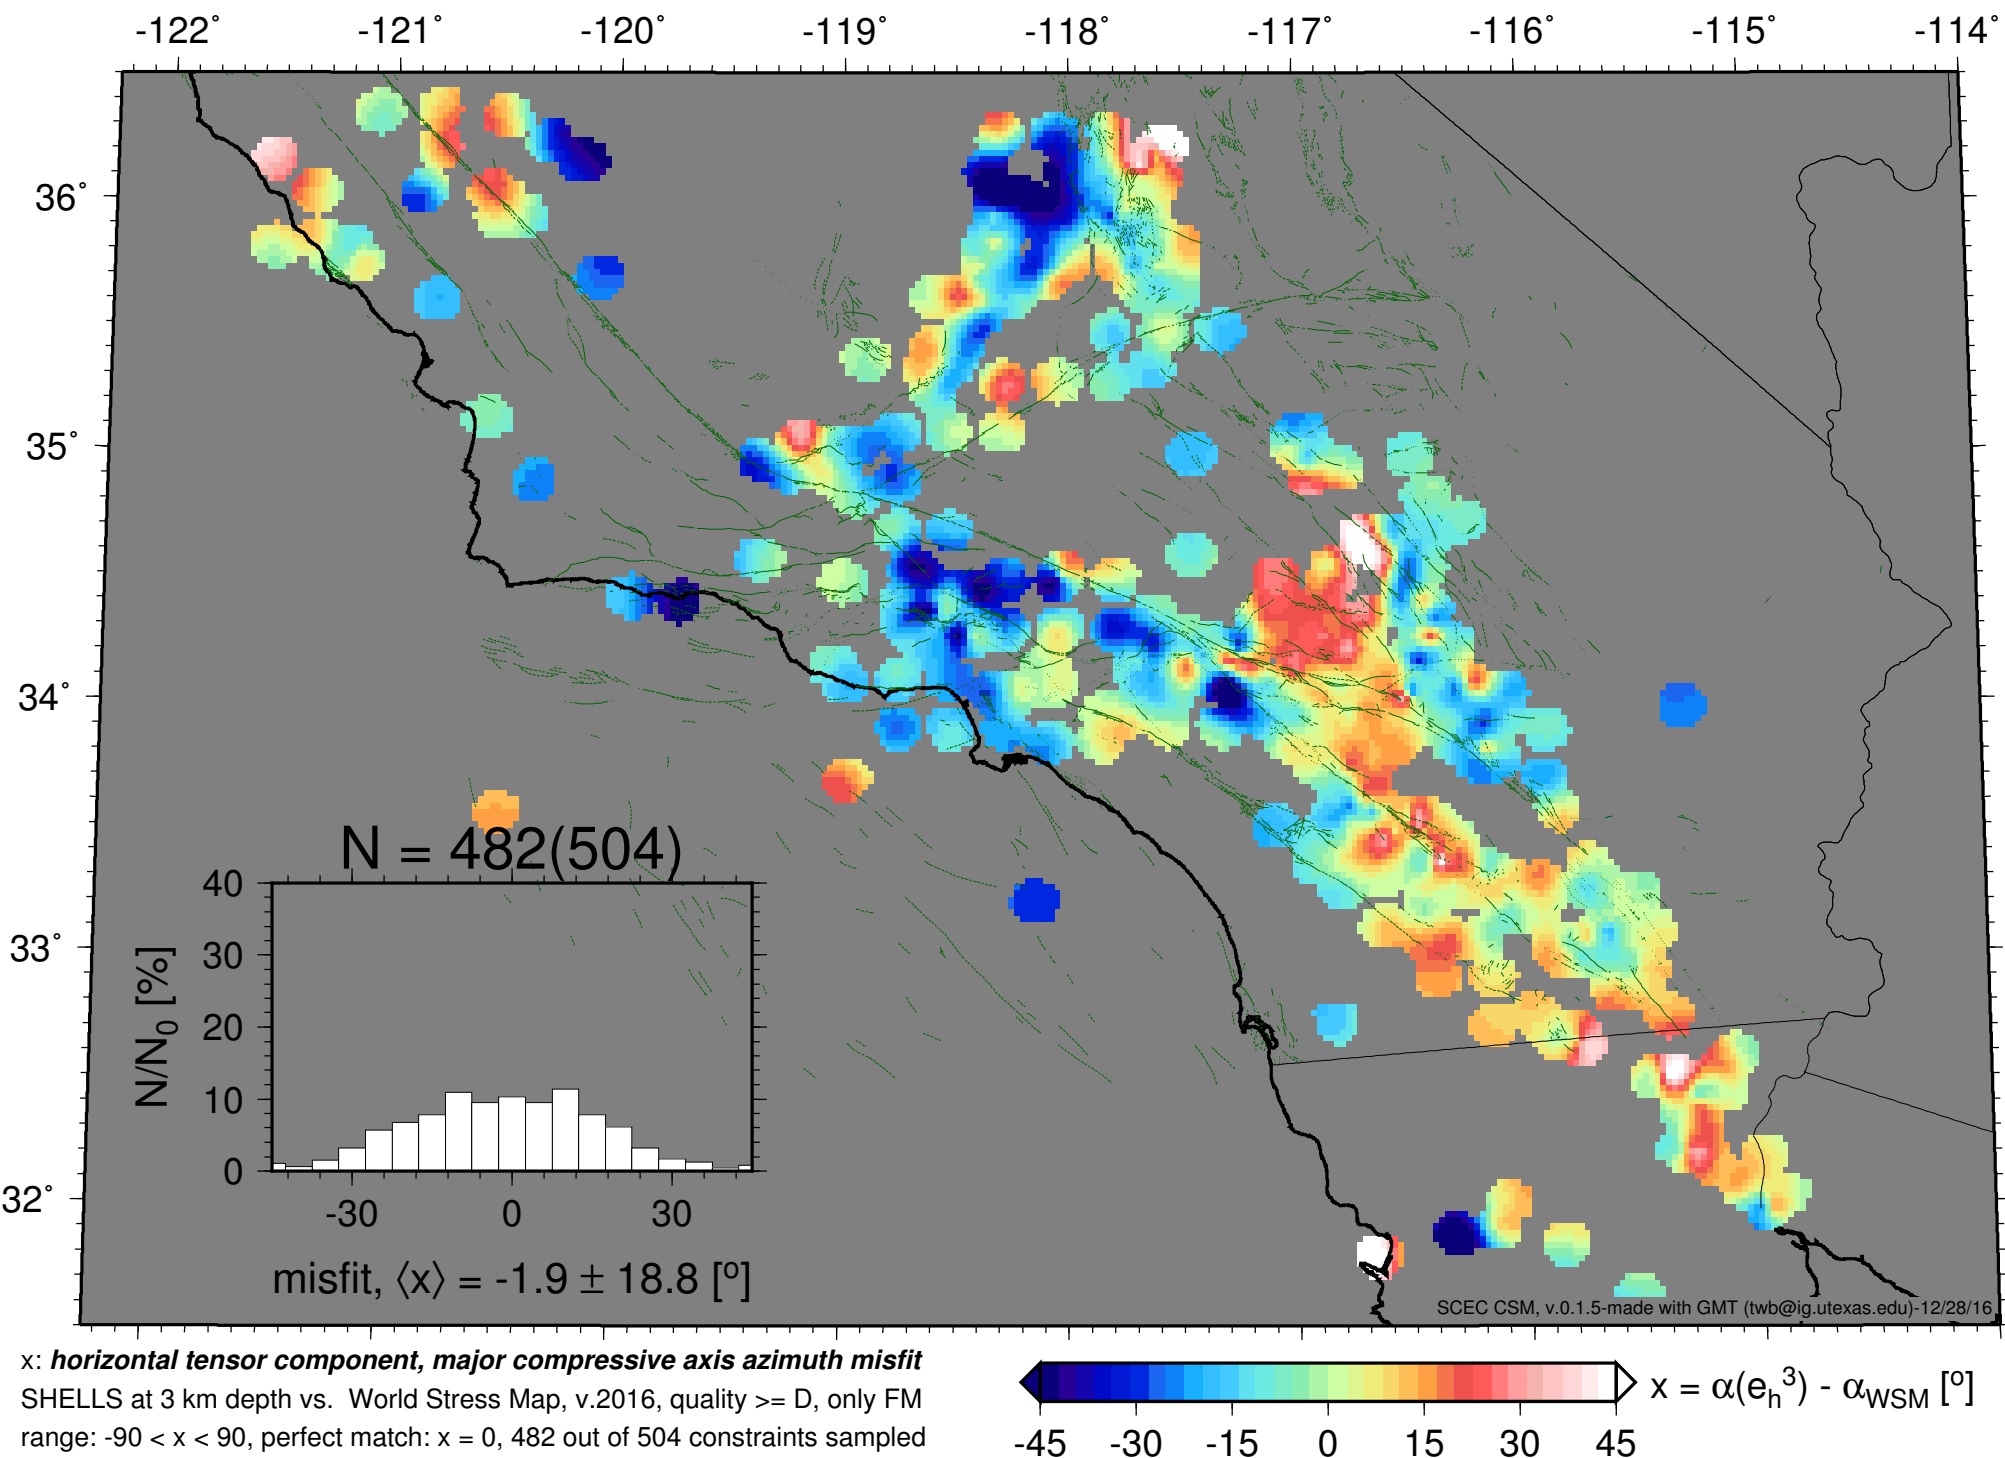 -122° -121° -120° -119° -118° -117° -116° -115° -114°
36°
35°
34°
33°
32°
N = 482(504)
40
30
20
10
0
N/N0 [%]
-30 0 30
misfit, ⟨x⟩ = -1.9 ± 18.8 [°]
SCEC CSM, v.0.1.5-made with GMT (twb@ig.utexas.edu)-12/28/16
x: horizontal tensor component, major compressive axis azimuth misfit
SHELLS at 3 km depth vs. World Stress Map, v.2016, quality >= D, only FM
range: -90 < x < 90, perfect match: x = 0, 482 out of 504 constraints sampled
x = α(eh3) - αWSM [°]
-45 -30 -15 0 15 30 45